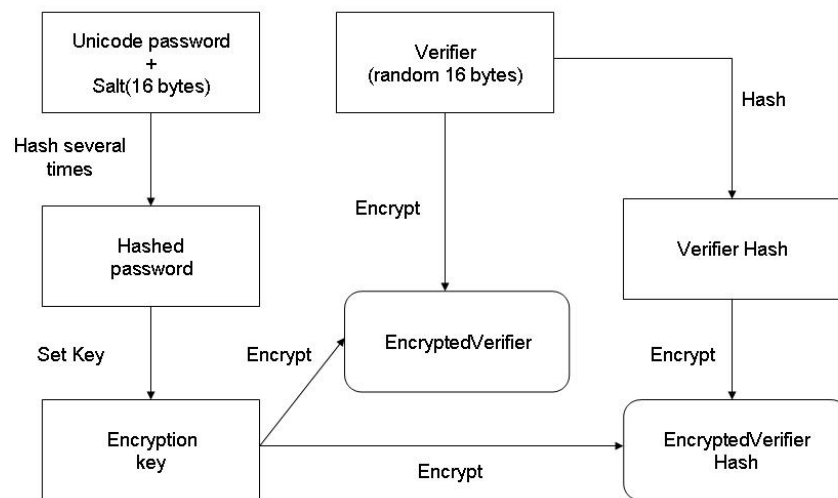 Unicode password
+
Salt(16 bytes)
Verifier
(random 16 bytes)
Hash
Hash several
times
Encrypt
Hashed
password
Verifier Hash
Set Key
Encrypt
EncryptedVerifier
Encrypt
Encryption
key
Encrypt
EncryptedVerifier
Hash